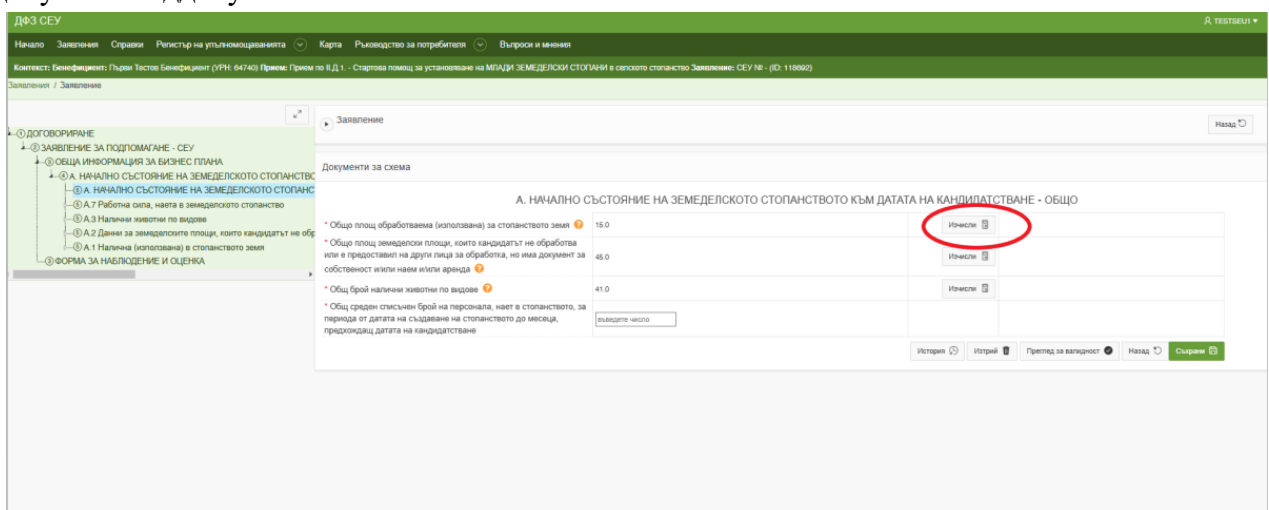 ДФЗ СЕУ
TESTSEU1
Начало Заявления Справки Регистър на упълномощаванията Карта Ръководство за потребителя Въпроси и мнения
Контекст: Бенефициент: Първи Тестов Бенефициент (УРН: 64740) Прием: Прием по II.Д.1. - Стартова помощ за установяване на МЛАДИ ЗЕМЕДЕЛСКИ СТОПАНИ в селското стопанство Заявление: СЕУ № - (ID: 118692)
Заявления / Заявление
Заявление
Назад
1 ДОГОВОРИРАНЕ
2 ЗАЯВЛЕНИЕ ЗА ПОДПОМАГАНЕ - СЕУ
3 ОБЩА ИНФОРМАЦИЯ ЗА БИЗНЕС ПЛАНА
4 А. НАЧАЛНО СЪСТОЯНИЕ НА ЗЕМЕДЕЛСКОТО СТОПАНСТВО
5 А. НАЧАЛНО СЪСТОЯНИЕ НА ЗЕМЕДЕЛСКОТО СТОПАНС
5 А.7 Работна сила, наета в земеделското стопанство
5 А.3 Налични животни по видове
5 А.2 Данни за земеделските площи, които кандидатът не обр
5 А.1 Налична (използвана) в стопанството земя
3 ФОРМА ЗА НАБЛЮДЕНИЕ И ОЦЕНКА
Документи за схема
А. НАЧАЛНО СЪСТОЯНИЕ НА ЗЕМЕДЕЛСКОТО СТОПАНСТВОТО КЪМ ДАТАТА НА КАНДИДАТСТВАНЕ - ОБЩО
* Общо площ обработваема (използвана) за стопанството земя 15.0 Изчисли
* Общо площ земеделски площи, които кандидатът не обработва
или е предоставил на други лица за обработка, но има документ за
собственост и/или наем и/или аренда 45.0 Изчисли
* Общ брой налични животни по видове 41.0 Изчисли
* Общ среден списъчен брой на персонала, нает в стопанството, за
периода от датата на създаване на стопанството до месеца,
предхождащ датата на кандидатстване въведете число
История Изтрий Преглед за валидност Назад Съхрани